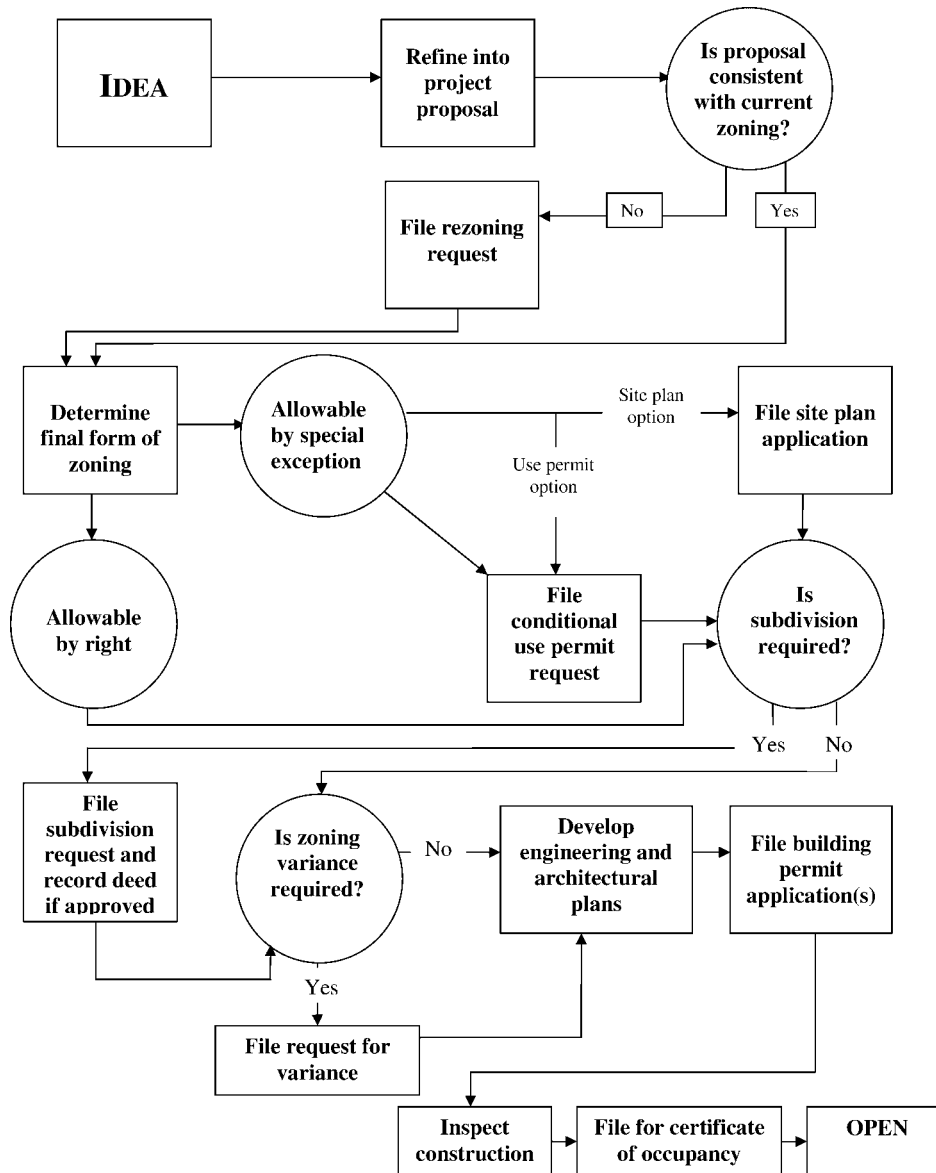 IDEA
Refine into
project
proposal
Is proposal
consistent
with current
zoning?
No
Yes
File rezoning
request
Determine
final form of
zoning
Allowable
by special
exception
Site plan
option
File site plan
application
Use permit
option
Allowable
by right
File
conditional
use permit
request
Is
subdivision
required?
Yes
No
File
subdivision
request and
record deed
if approved
Is zoning
variance
required?
No
Develop
engineering and
architectural
plans
File building
permit
application(s)
Yes
File request for
variance
Inspect
construction
File for certificate
of occupancy
OPEN